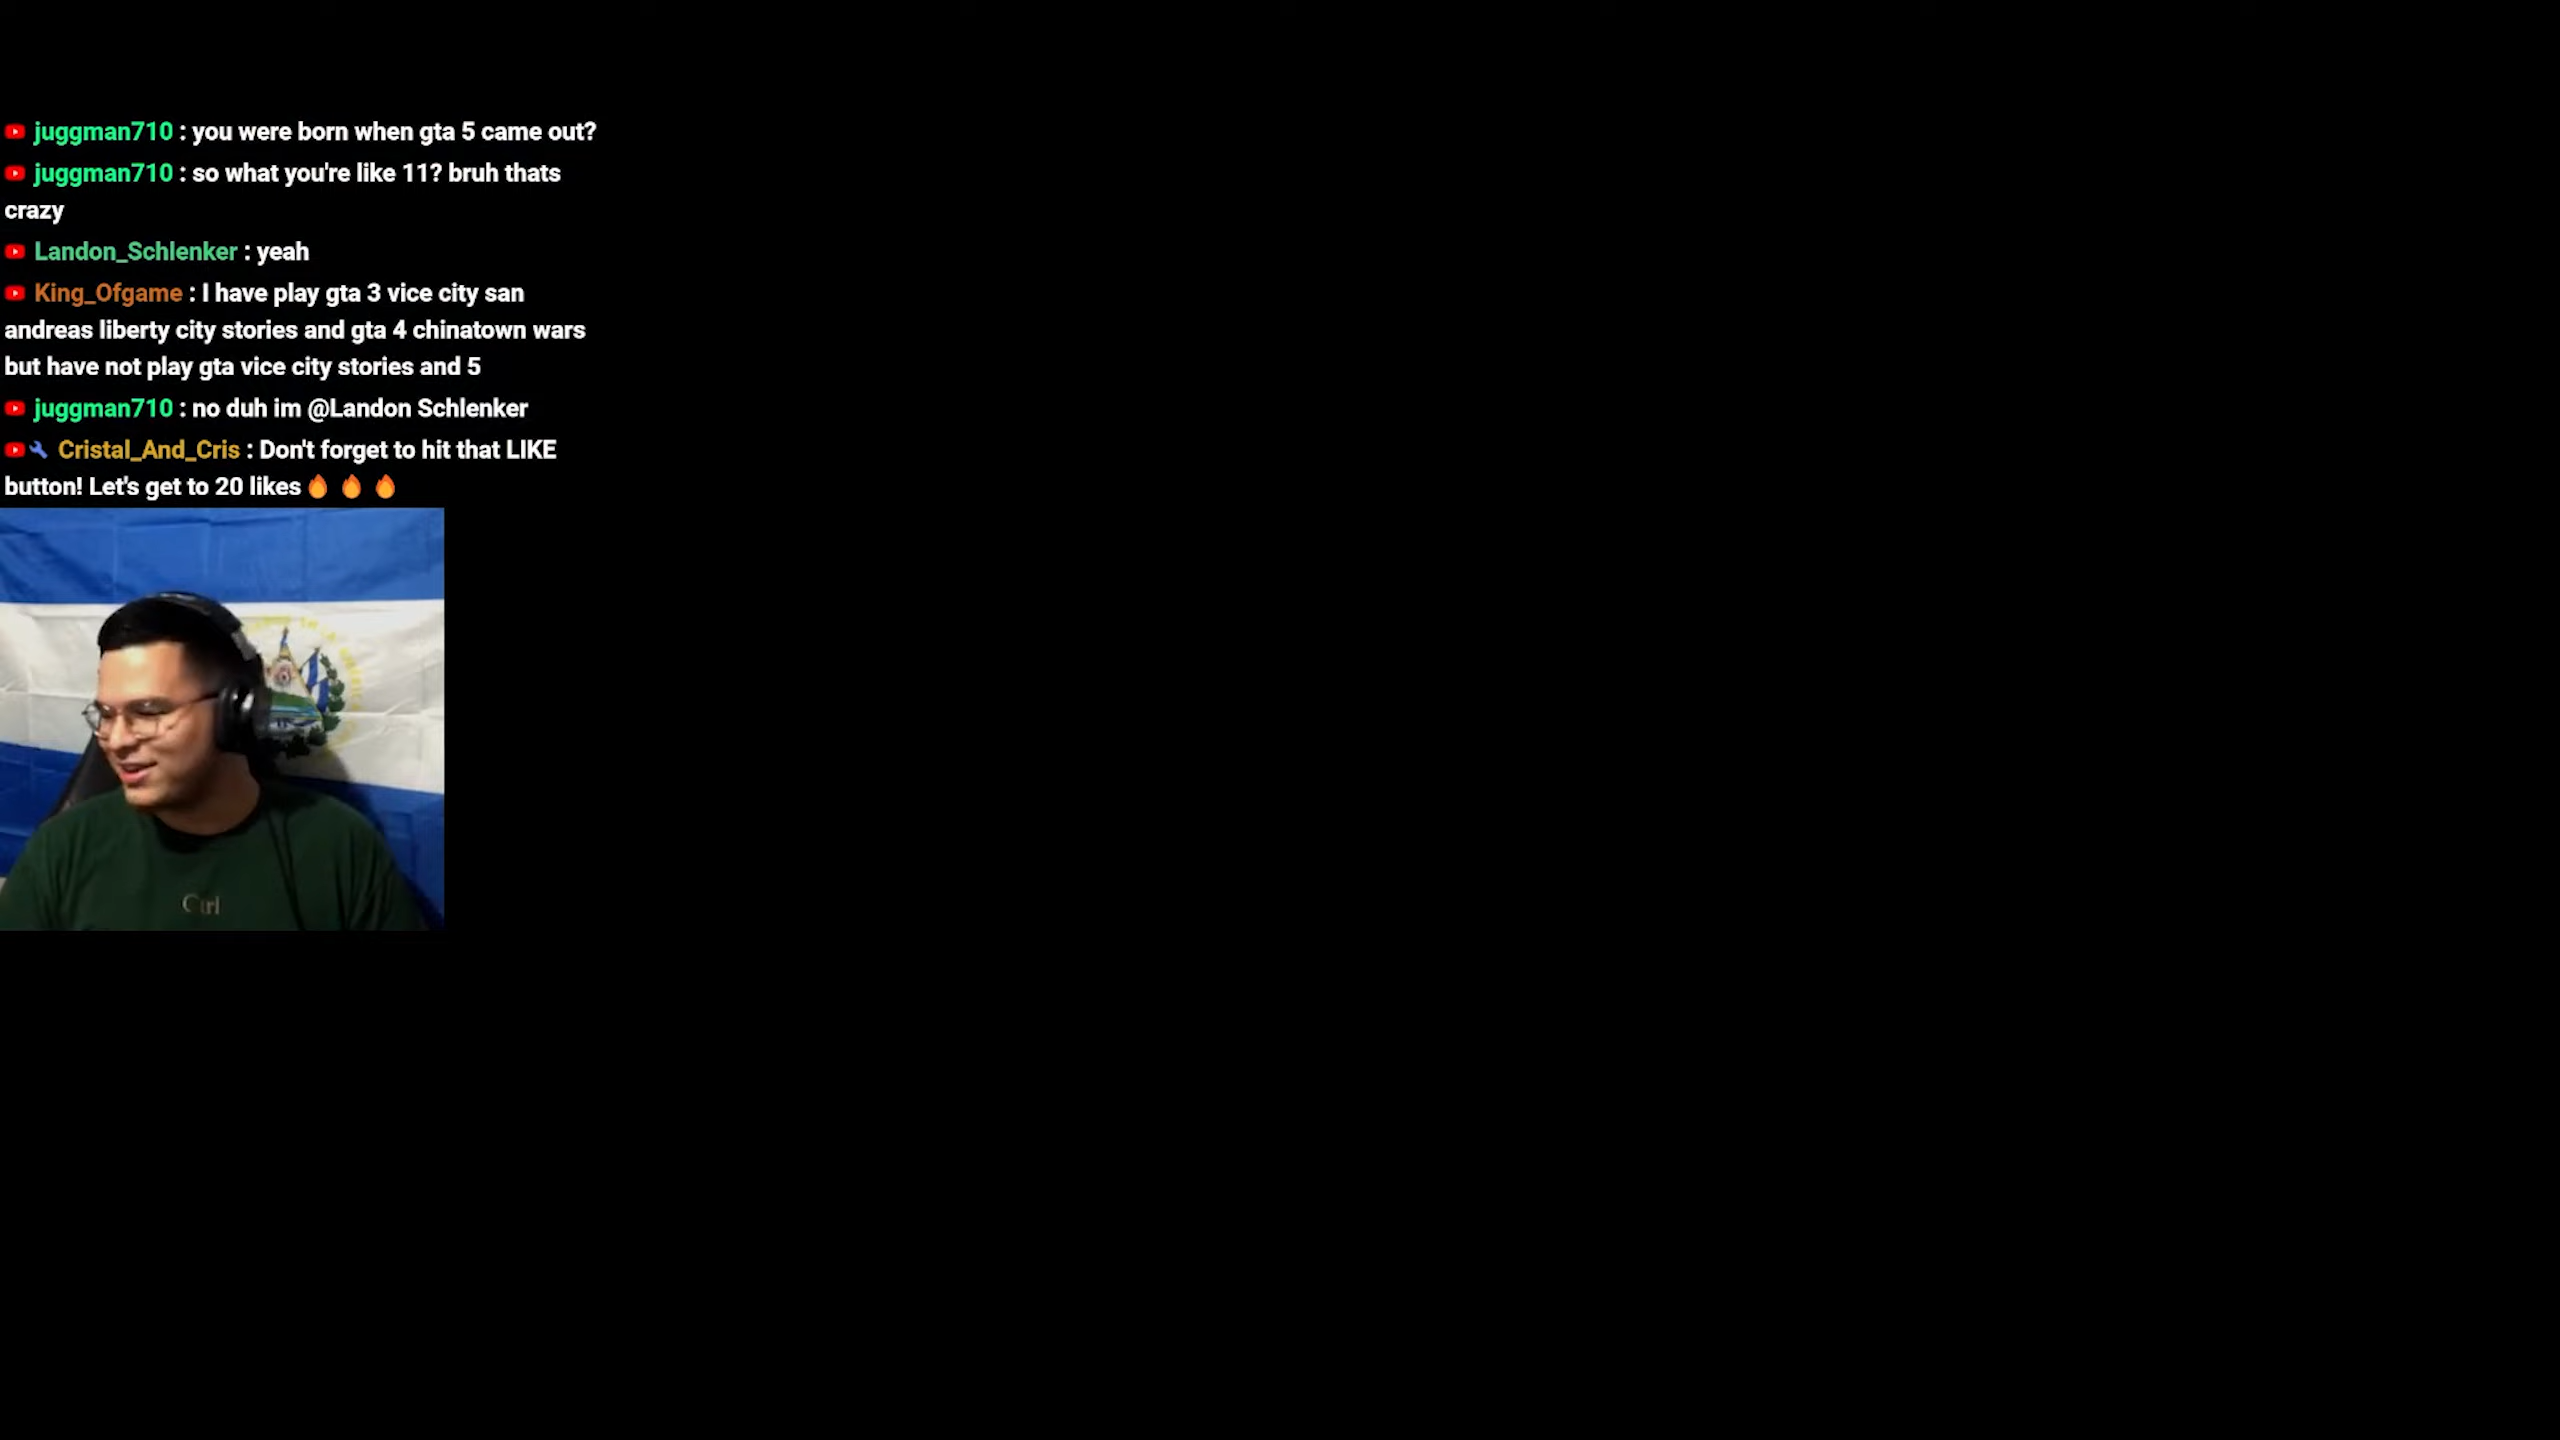 juggman710 : you were born when gta 5 came out?
juggman710 : so what you're like 11? bruh thats
crazy
Landon_Schlenker : yeah
King_Ofgame : I have play gta 3 vice city san
andreas liberty city stories and gta 4 chinatown wars
but have not play gta vice city stories and 5
juggman710 : no duh im @Landon Schlenker
Cristal_And_Cris : Don't forget to hit that LIKE
button! Let's get to 20 likes🔥 🔥 🔥
Ctrl